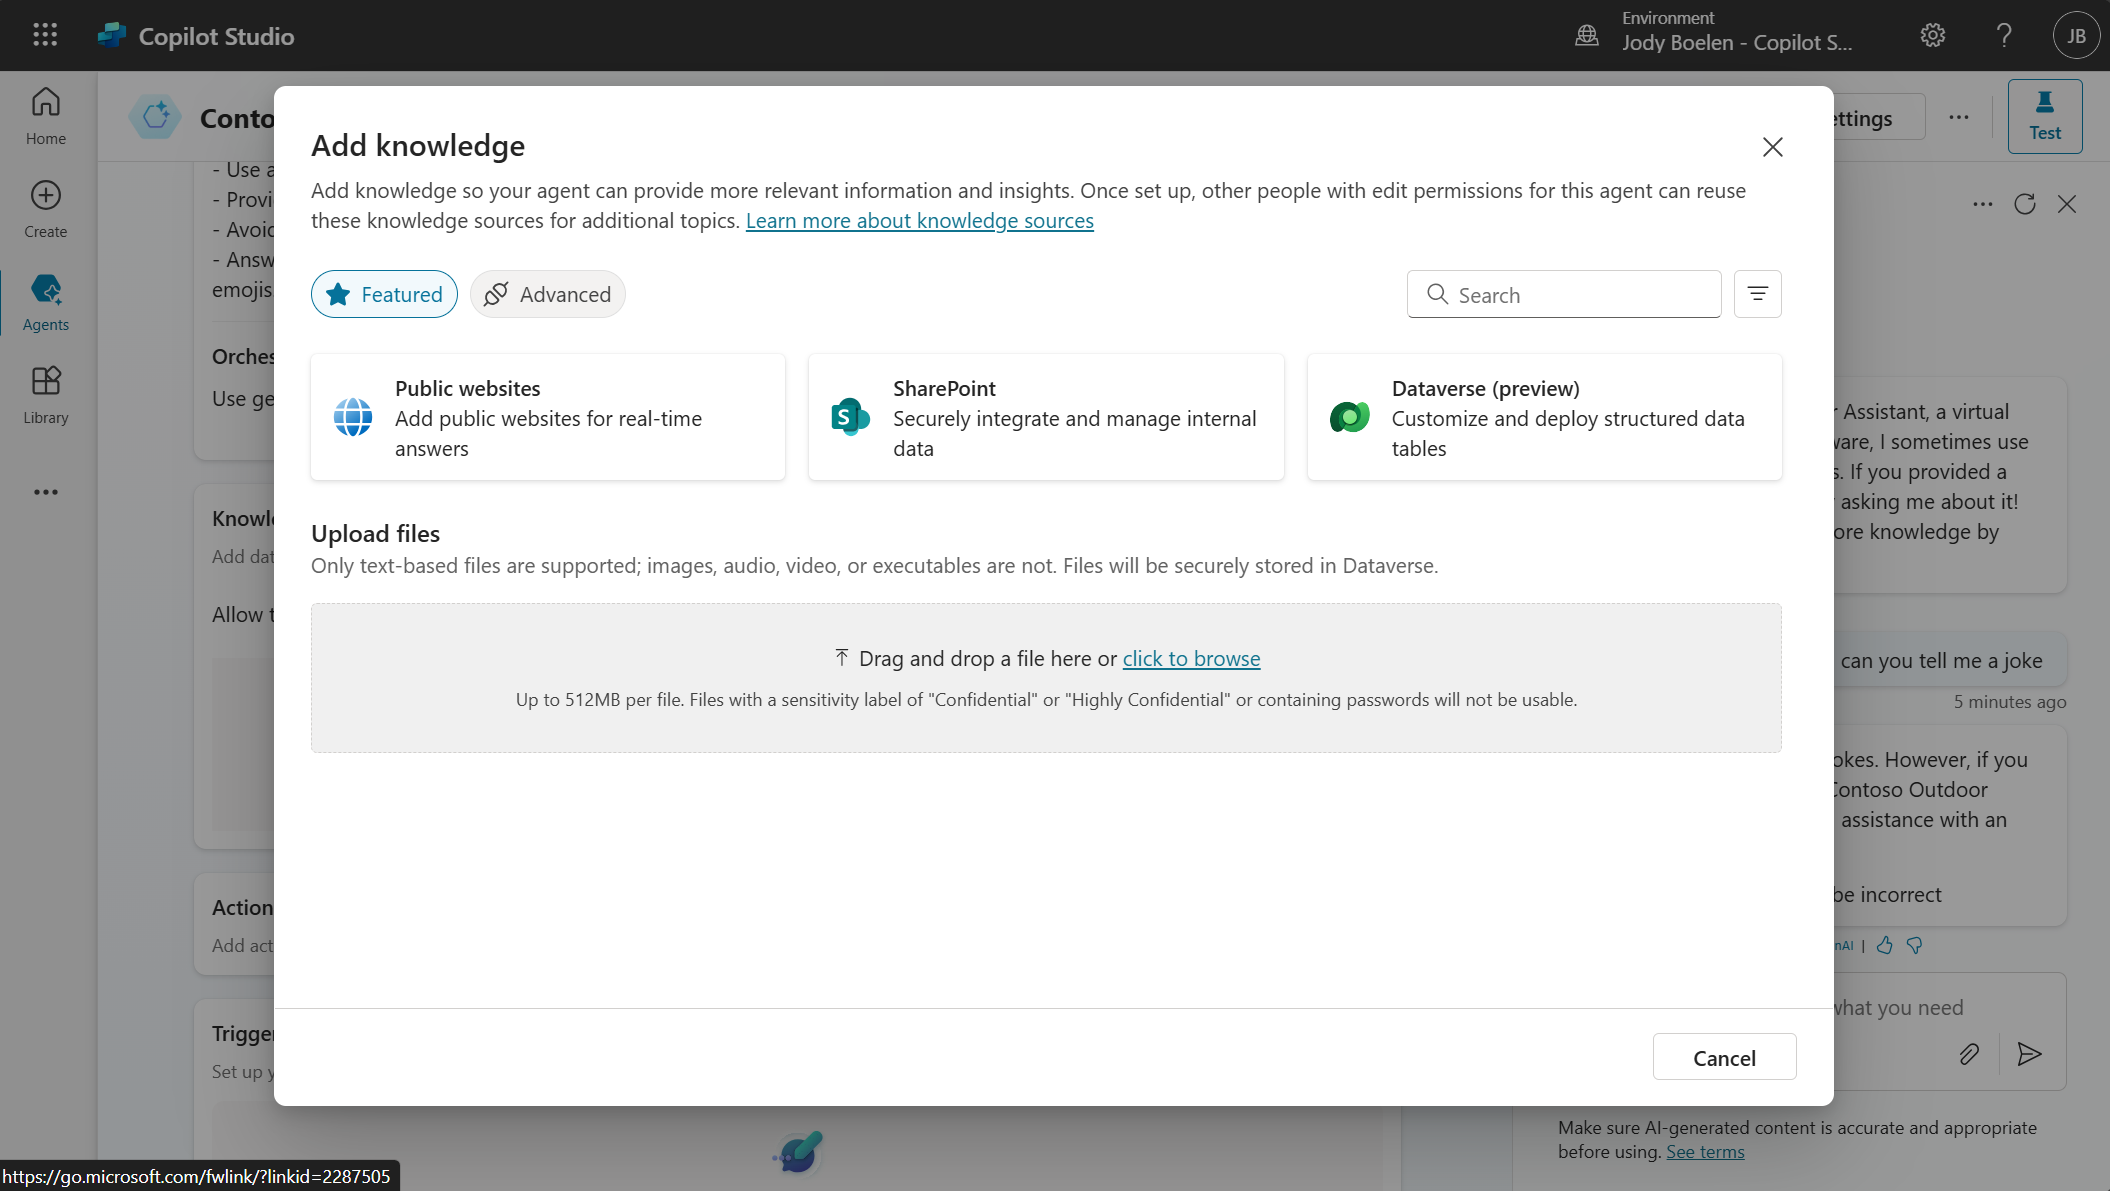 Copilot Studio
Environment
Jody Boelen - Copilot S...
JB
Home
Create
Agents
Library
Conto
ettings
Test
- Use a
- Provi
- Avoid
- Answ
emojis
Orches
Use ge
Knowle
Add dat
Allow t
Action
Add act
Trigger
Set up y
Add knowledge
Add knowledge so your agent can provide more relevant information and insights. Once set up, other people with edit permissions for this agent can reuse
these knowledge sources for additional topics. Learn more about knowledge sources
Featured
Advanced
Search
Public websites
Add public websites for real-time
answers
SharePoint
Securely integrate and manage internal
data
Dataverse (preview)
Customize and deploy structured data
tables
Upload files
Only text-based files are supported; images, audio, video, or executables are not. Files will be securely stored in Dataverse.
Drag and drop a file here or click to browse
Up to 512MB per file. Files with a sensitivity label of "Confidential" or "Highly Confidential" or containing passwords will not be usable.
Cancel
r Assistant, a virtual
ware, I sometimes use
s. If you provided a
asking me about it!
ore knowledge by
can you tell me a joke
5 minutes ago
okes. However, if you
Contoso Outdoor
assistance with an
be incorrect
nAI |
what you need
Make sure AI-generated content is accurate and appropriate
before using. See terms
https://go.microsoft.com/fwlink/?linkid=2287505